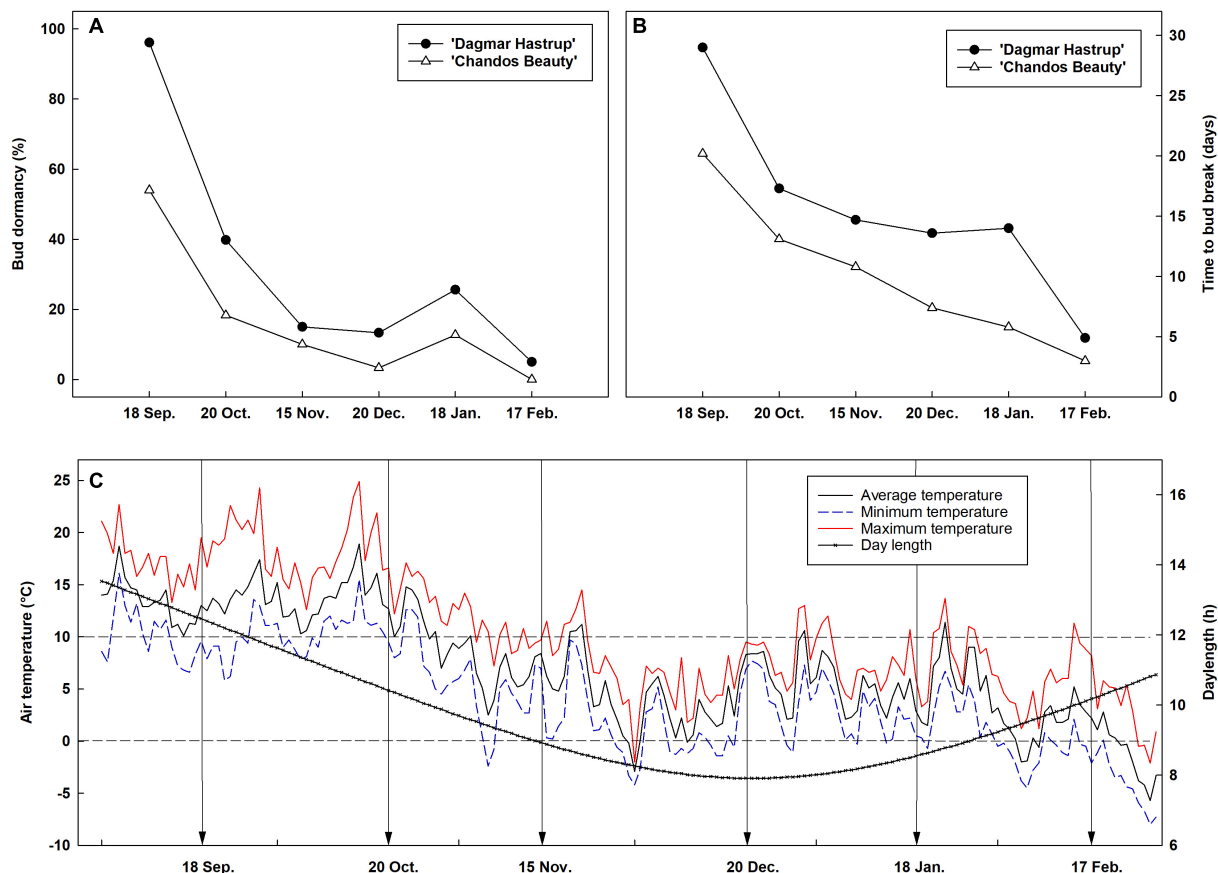 A
'Dagmar Hastrup'
'Chandos Beauty'
Bud dormancy (%)
100
80
60
40
20
0
18 Sep. 20 Oct. 15 Nov. 20 Dec. 18 Jan. 17 Feb.
B
'Dagmar Hastrup'
'Chandos Beauty'
Time to bud break (days)
30
25
20
15
10
5
0
18 Sep. 20 Oct. 15 Nov. 20 Dec. 18 Jan. 17 Feb.
C
Average temperature
Minimum temperature
Maximum temperature
Day length
Air temperature (°C)
25
20
15
10
5
0
-5
-10
Daylength (h)
16
14
12
10
8
6
18 Sep. 20 Oct. 15 Nov. 20 Dec. 18 Jan. 17 Feb.